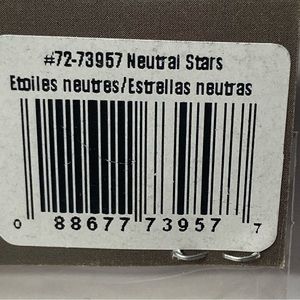 #72-73957 Neutral Stars
Etoiles neutres/Estrellas neutras
0 88677 73957 7